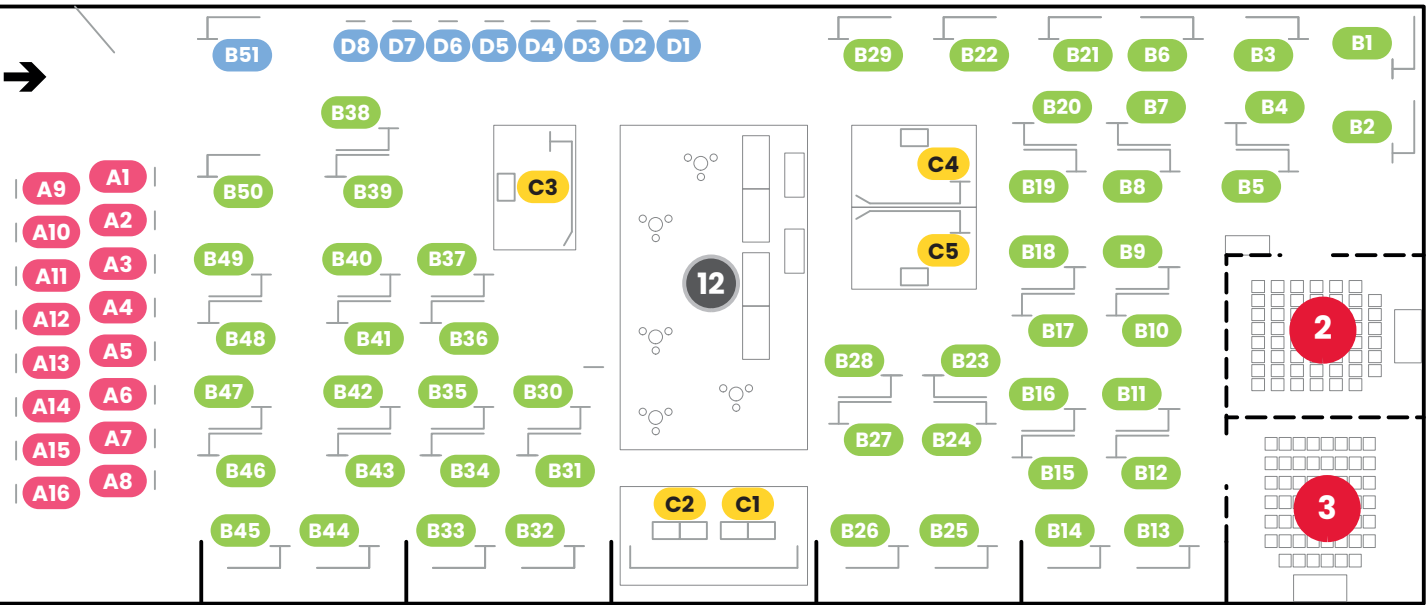 B51 D8 D7 D6 D5 D4 D3 D2 D1 B29 B22 B21 B6 B3 B1
B38 B20 B7 B4 B2
A9 A1 B50 B39 C3 C4 B19 B8 B5
A10 A2
A11 A3 B49 B40 B37 C5 B18 B9
A12 A4 12
A13 A5 B48 B41 B36 B28 B23 B17 B10 2
A14 A6 B47 B42 B35 B30 B16 B11
A15 A7 B27 B24
A16 A8 B46 B43 B34 B31 B15 B12
C2 C1 3
B45 B44 B33 B32 B26 B25 B14 B13